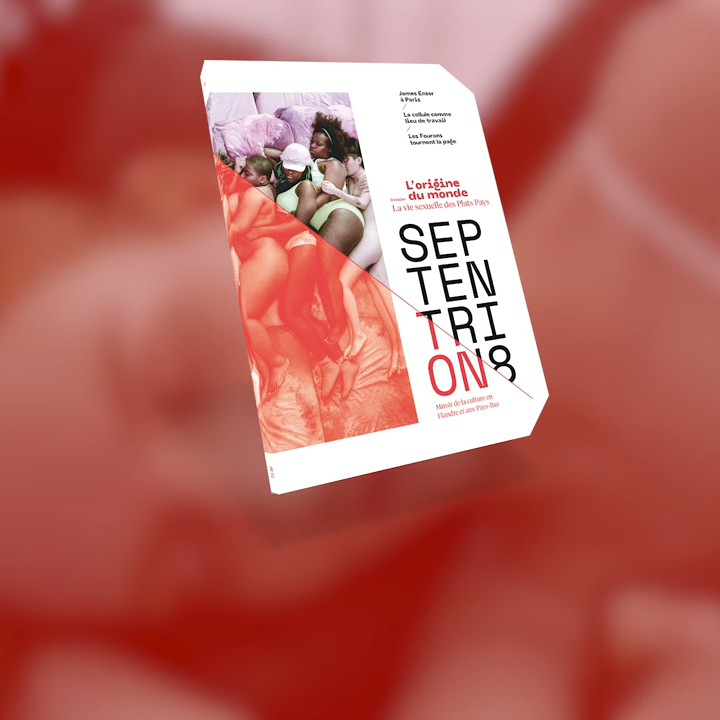 James Ensor
à Paris
La cellule comme
lieu de travail
Les Fourons
tournent la page
L'origine
Dossier du monde
La vie sexuelle des Plats Pays
SEP
TEN
TRI
ON8
Miroir de la culture en
Flandre et aux Pays-Bas